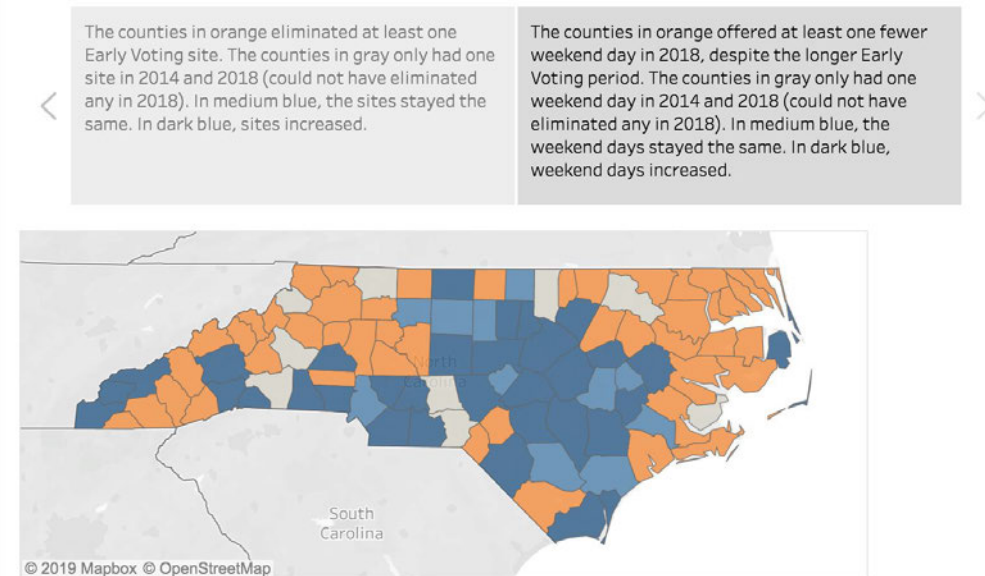 The counties in orange eliminated at least one
Early Voting site. The counties in gray only had one
site in 2014 and 2018 (could not have eliminated
any in 2018). In medium blue, the sites stayed the
same. In dark blue, sites increased.
The counties in orange offered at least one fewer
weekend day in 2018, despite the longer Early
Voting period. The counties in gray only had one
weekend day in 2014 and 2018 (could not have
eliminated any in 2018). In medium blue, the
weekend days stayed the same. In dark blue,
weekend days increased.
North
Carolina
South
Carolina
© 2019 Mapbox © OpenStreetMap